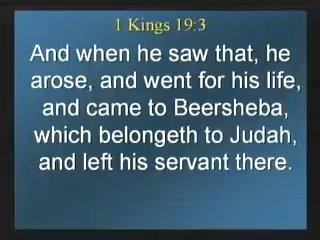 1 Kings 19:3
And when he saw that, he
arose, and went for his life,
and came to Beersheba,
which belongeth to Judah,
and left his servant there.